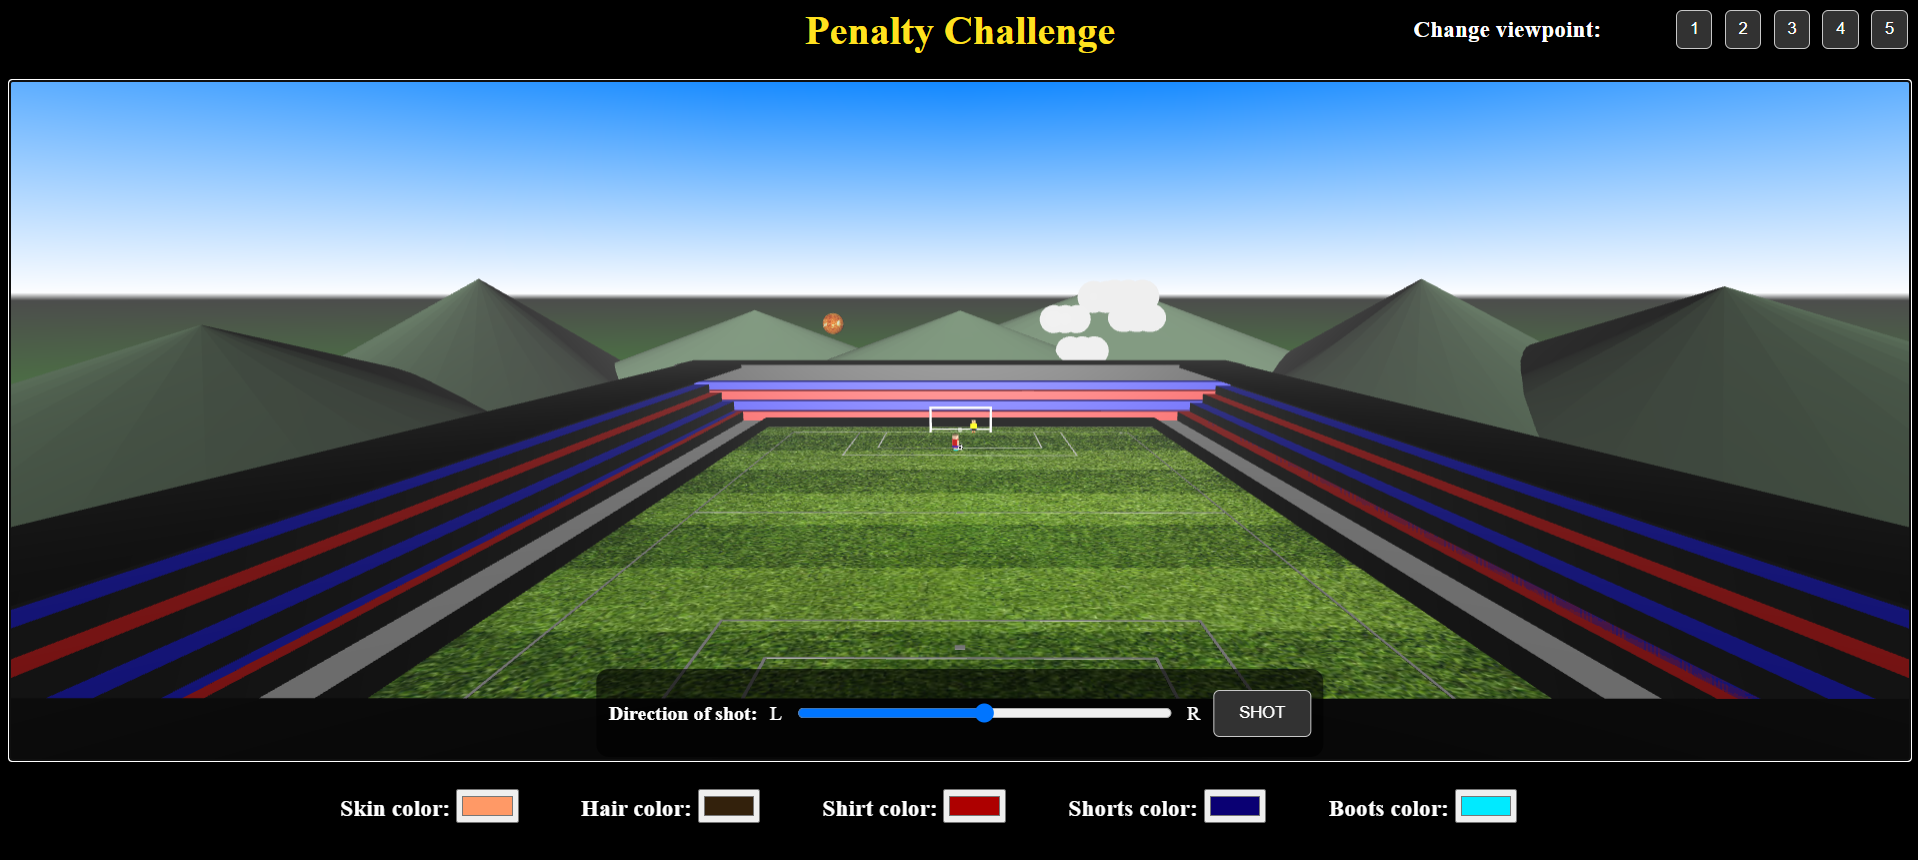 Penalty Challenge
Change viewpoint: 1 2 3 4 5
Direction of shot: L R SHOT
Skin color: Hair color: Shirt color: Shorts color: Boots color: